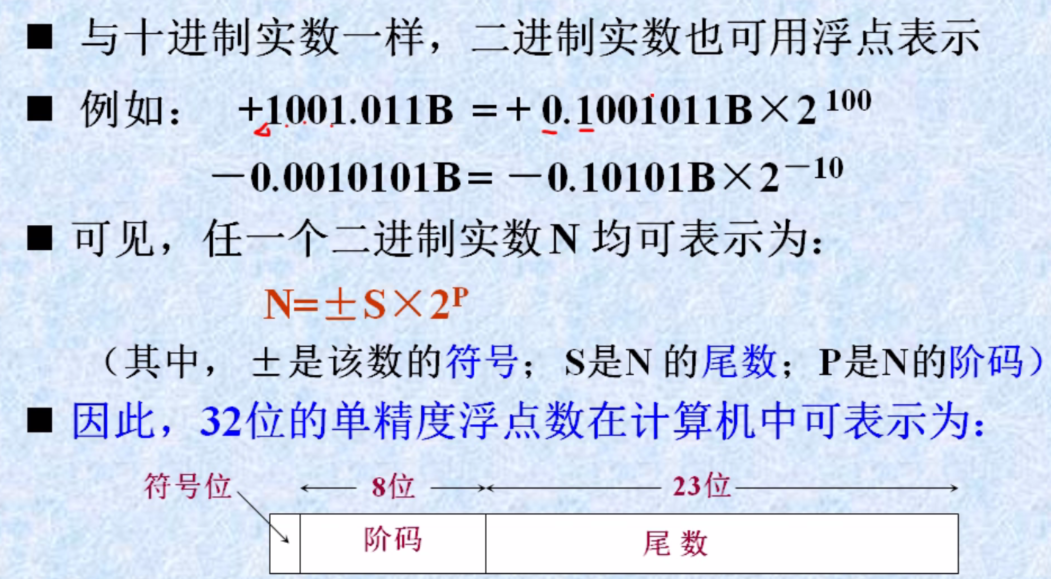 ■ 与十进制实数一样，二进制实数也可用浮点表示
■ 例如： +1001.011B =+ 0.1001011B×2^100
－0.0010101B= －0.10101B×2^－10
■ 可见，任一个二进制实数N 均可表示为：
N=±S×2^P
（其中， ±是该数的符号； S是N 的尾数；P是N的阶码）
■ 因此，32位的单精度浮点数在计算机中可表示为：
符号位 8位 23位
阶码 尾 数